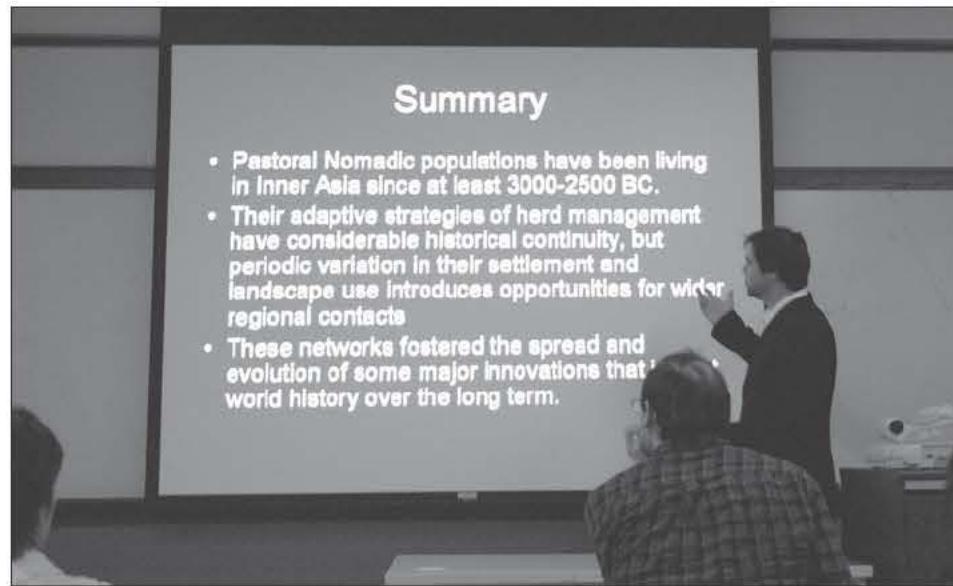 Summary
• Pastoral Nomadic populations have been living
in Inner Asia since at least 3000-2500 BC.
• Their adaptive strategies of herd management
have considerable historical continuity, but
periodic variation in their settlement and
landscape use introduces opportunities for wider
regional contacts
• These networks fostered the spread and
evolution of some major innovations that
world history over the long term.